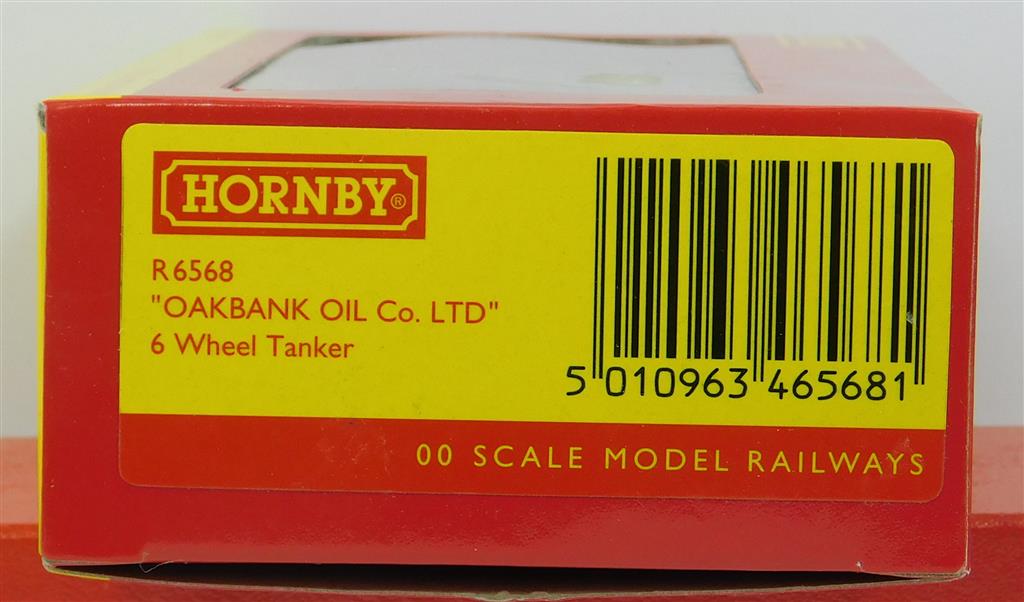 HORNBY®
R6568
"OAKBANK OIL Co. LTD"
6 Wheel Tanker
5 010963 465681
00 SCALE MODEL RAILWAYS